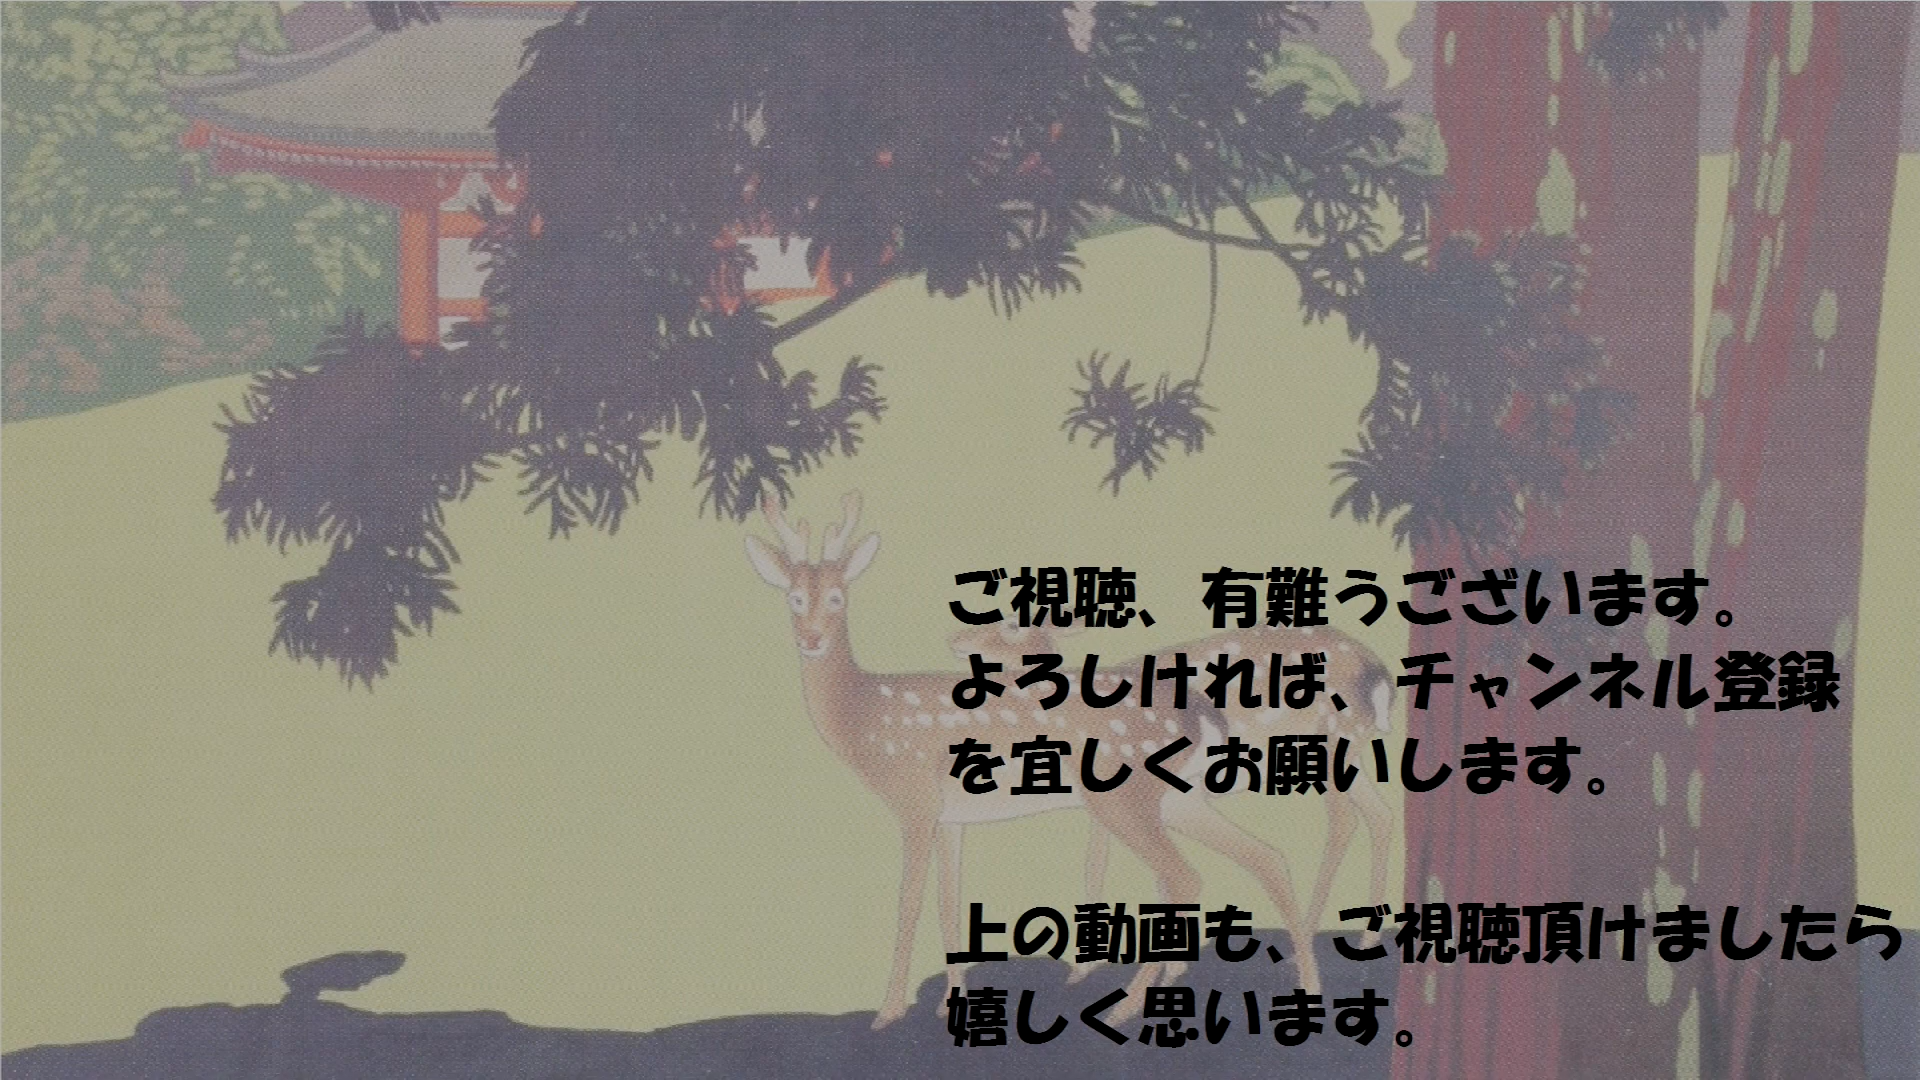 ご視聴、有難うございます。
よろしければ、チャンネル登録
を宜しくお願いします。
上の動画も、ご視聴頂けましたら
嬉しく思います。